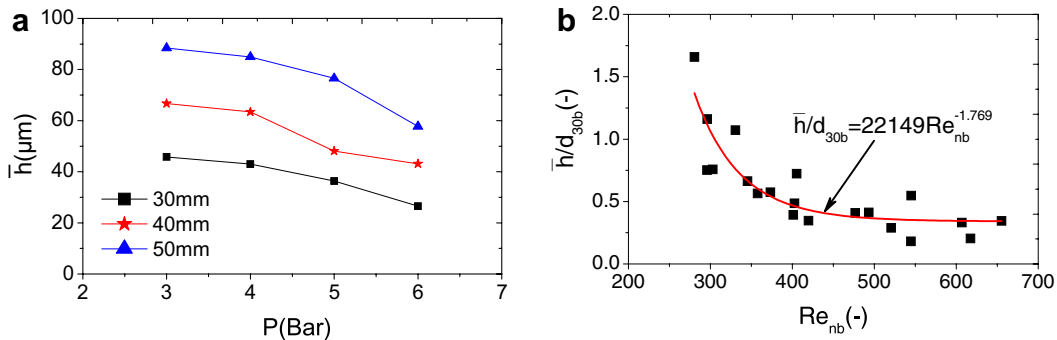 a
100
80
60
40
20
0
h̅(μm)
30mm
40mm
50mm
2 3 4 5 6 7
P(Bar)
b
2.0
1.5
1.0
0.5
0.0
h̅/d30b(-)
h̅/d30b=22149Renb-1.769
200 300 400 500 600 700
Renb(-)